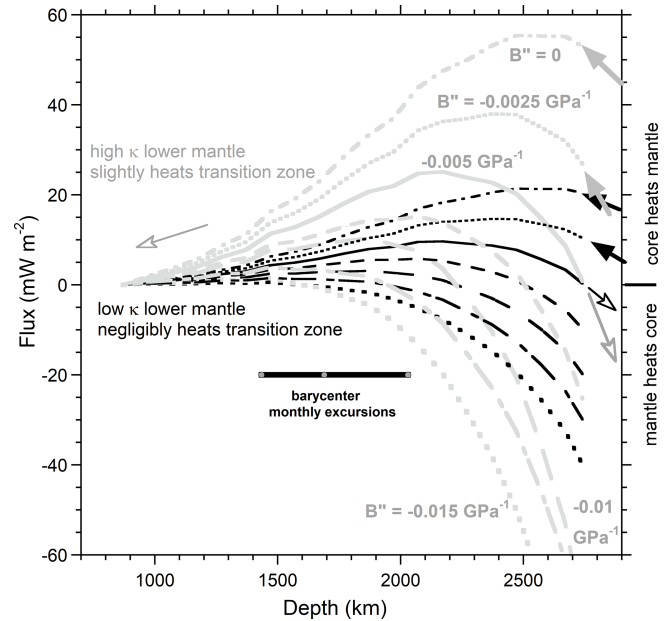 60
40
20
0
-20
-40
-60
Flux (mW m-2)
1000
1500
2000
2500
Depth (km)
B" = 0
B" = -0.0025 GPa-1
-0.005 GPa-1
high κ lower mantle
slightly heats transition zone
low κ lower mantle
negligibly heats transition zone
barycenter
monthly excursions
B" = -0.015 GPa-1
-0.01
GPa-1
core heats mantle
mantle heats core